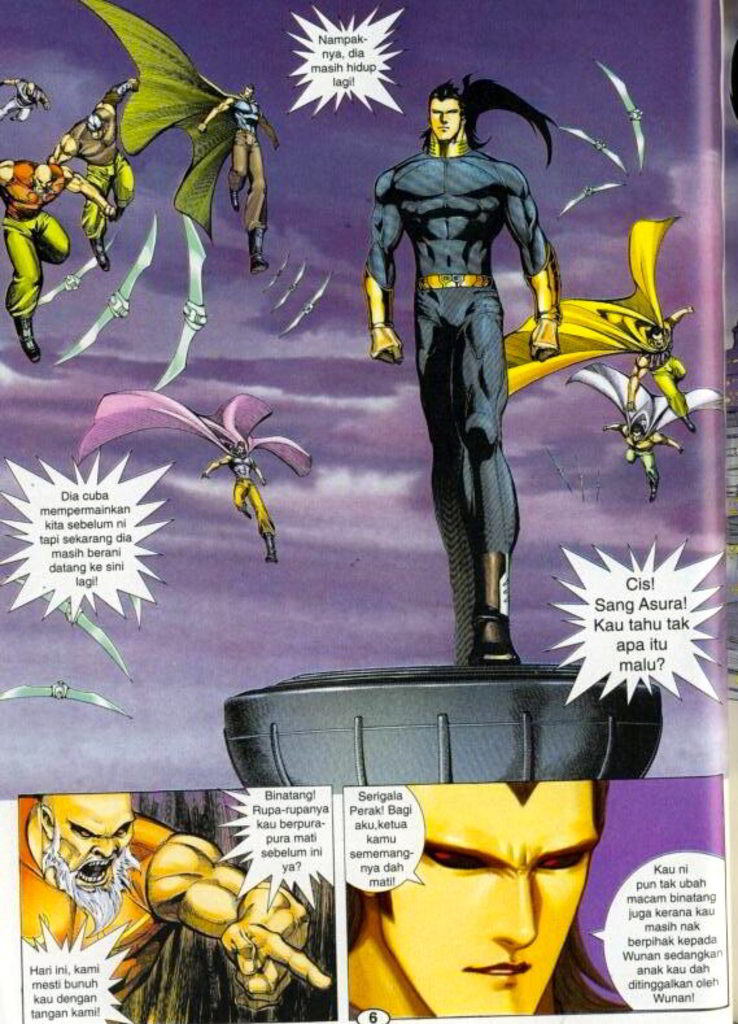 Nampak-
nya, dia
masih hidup
lagi!
Dia cuba
mempermainkan
kita sebelum ni
tapi sekarang dia
masih berani
datang ke sini
lagi!
Cis!
Sang Asura!
Kau tahu tak
apa itu
malu?
Binatang!
Rupa-rupanya
kau berpura-
pura mati
sebelum ini
ya?
Hari ini, kami
mesti bunuh
kau dengan
tangan kami!
Serigala
Perak! Bagi
aku,ketua
kamu
sememang-
nya dah
mati!
Kau ni
pun tak ubah
macam binatang
juga kerana kau
masih nak
berpihak kepada
Wunan sedangkan
anak kau dah
ditinggalkan oleh
Wunan!
6